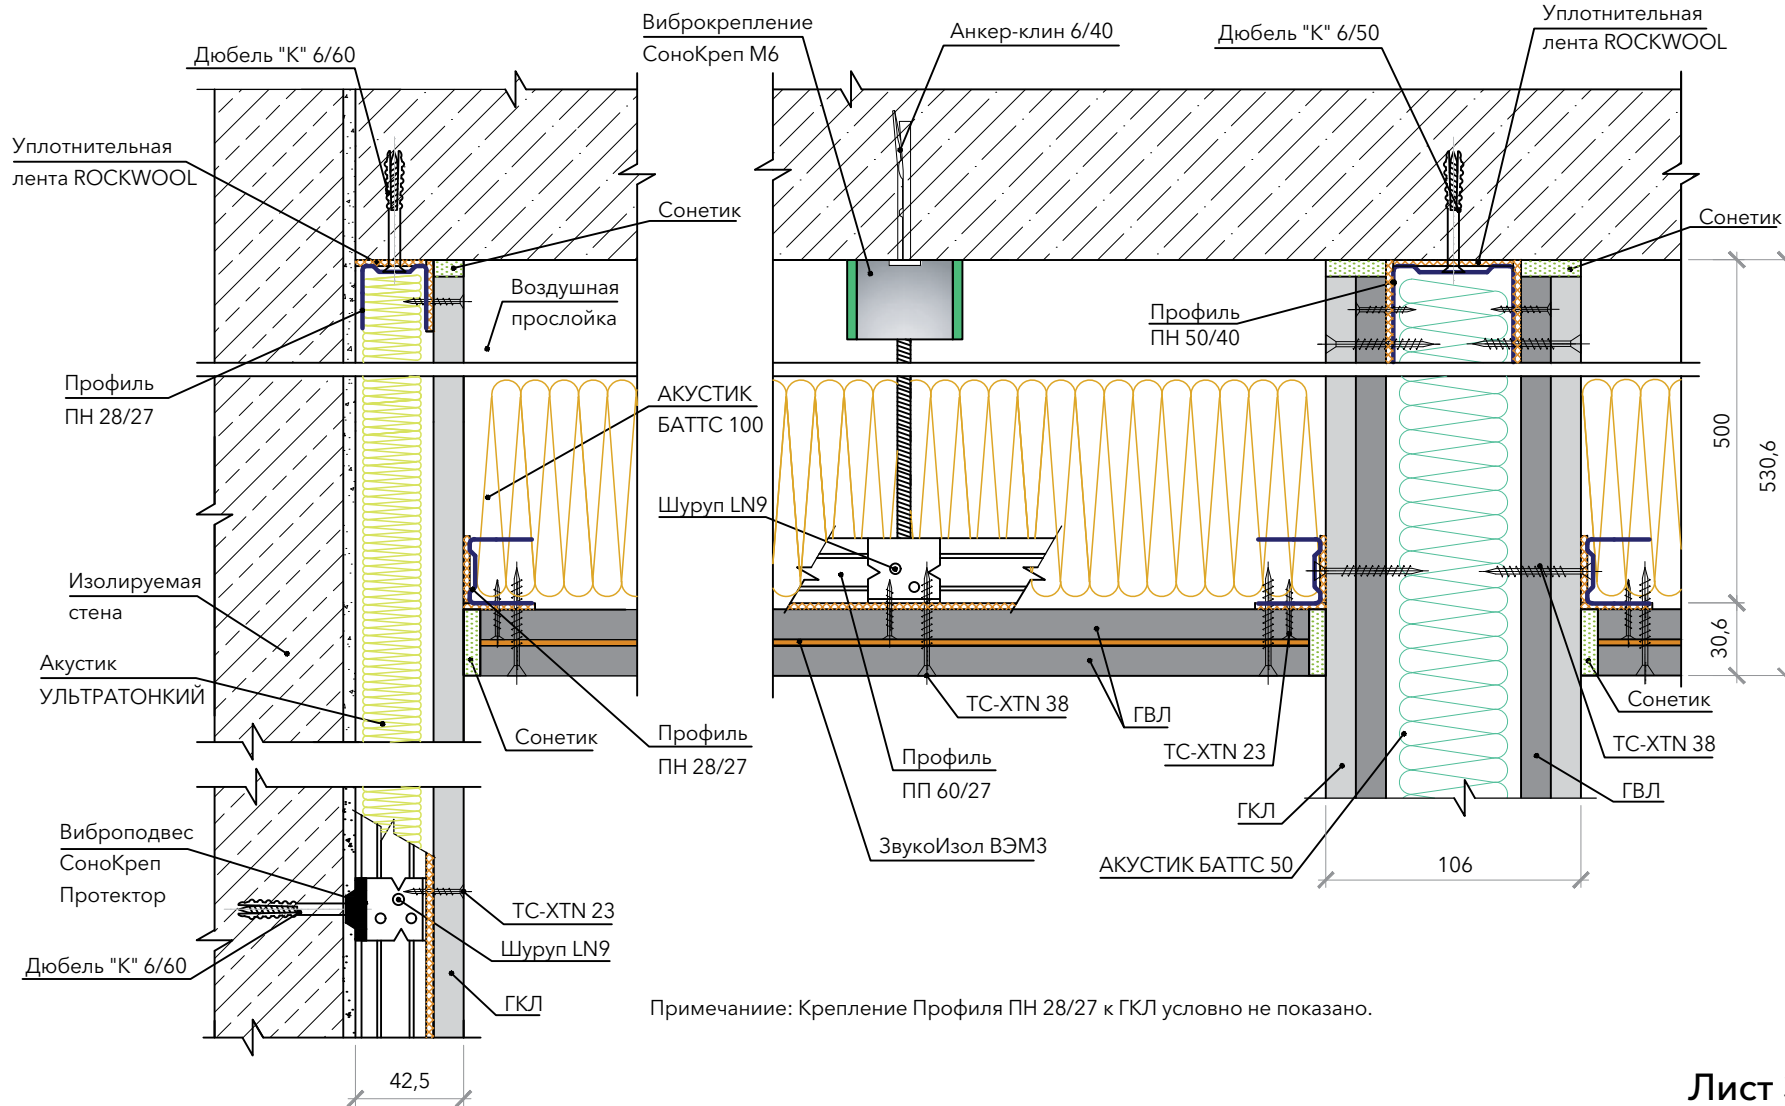 Виброкрепление
СоноКреп М6
Анкер-клин 6/40
Дюбель "К" 6/50
Уплотнительная
лента ROCKWOOL
Дюбель "К" 6/60
Уплотнительная
лента ROCKWOOL
Сонетик
Сонетик
Воздушная
прослойка
Профиль
ПН 50/40
Профиль
ПН 28/27
АКУСТИК
БАТТС 100
500
530,6
Шуруп LN9
Изолируемая
стена
30,6
Акустик
УЛЬТРАТОНКИЙ
Сонетик
Профиль
ПН 28/27
ТС-XTN 38
ГВЛ
Профиль
ПП 60/27
ТС-XTN 23
Сонетик
ТС-XTN 38
ГВЛ
ГКЛ
ЗвукоИзол ВЭМЗ
АКУСТИК БАТТС 50
106
Виброподвес
СоноКреп
Протектор
ТС-XTN 23
Шуруп LN9
Дюбель "К" 6/60
ГКЛ
Примечаниие: Крепление Профиля ПН 28/27 к ГКЛ условно не показано.
42,5
Лист